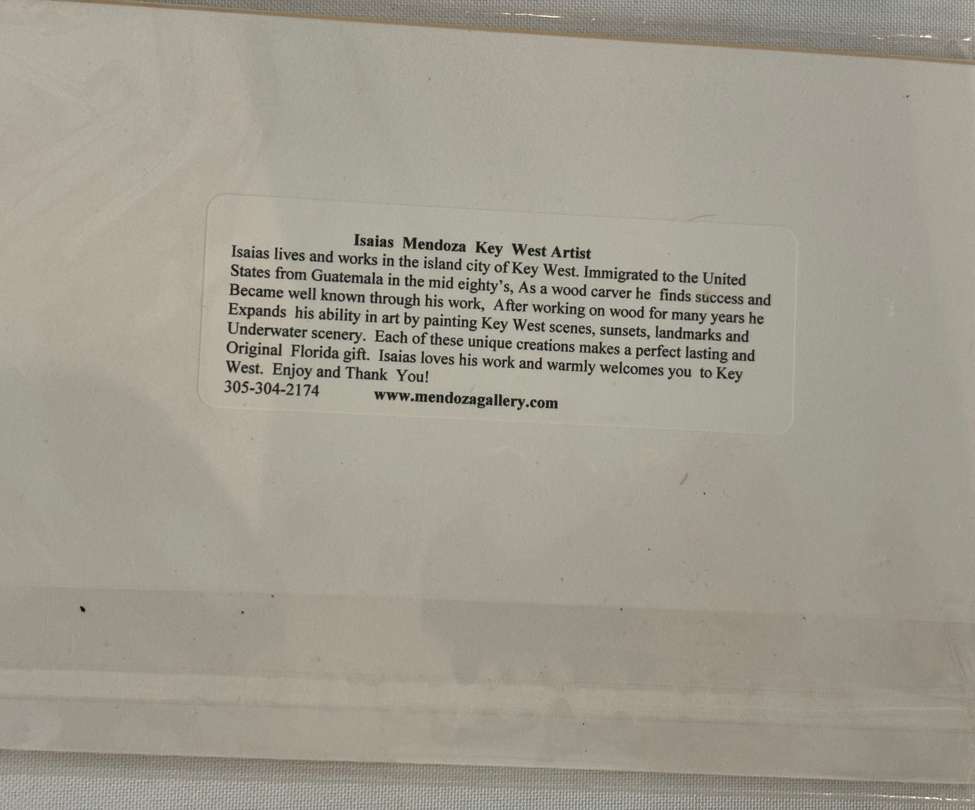 Isaias Mendoza Key West Artist
Isaias lives and works in the island city of Key West. Immigrated to the United
States from Guatemala in the mid eighty's, As a wood carver he finds success and
Became well known through his work, After working on wood for many years he
Expands his ability in art by painting Key West scenes, sunsets, landmarks and
Underwater scenery. Each of these unique creations makes a perfect lasting and
Original Florida gift. Isaias loves his work and warmly welcomes you to Key
West. Enjoy and Thank You!
305-304-2174 www.mendozagallery.com